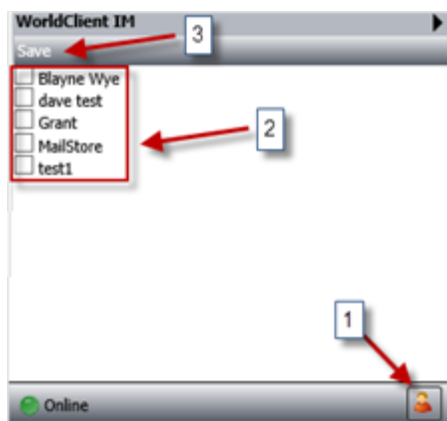 WorldClient IM
3
Save
Blayne Wye
dave test
Grant
2
MailStore
test1
1
Online